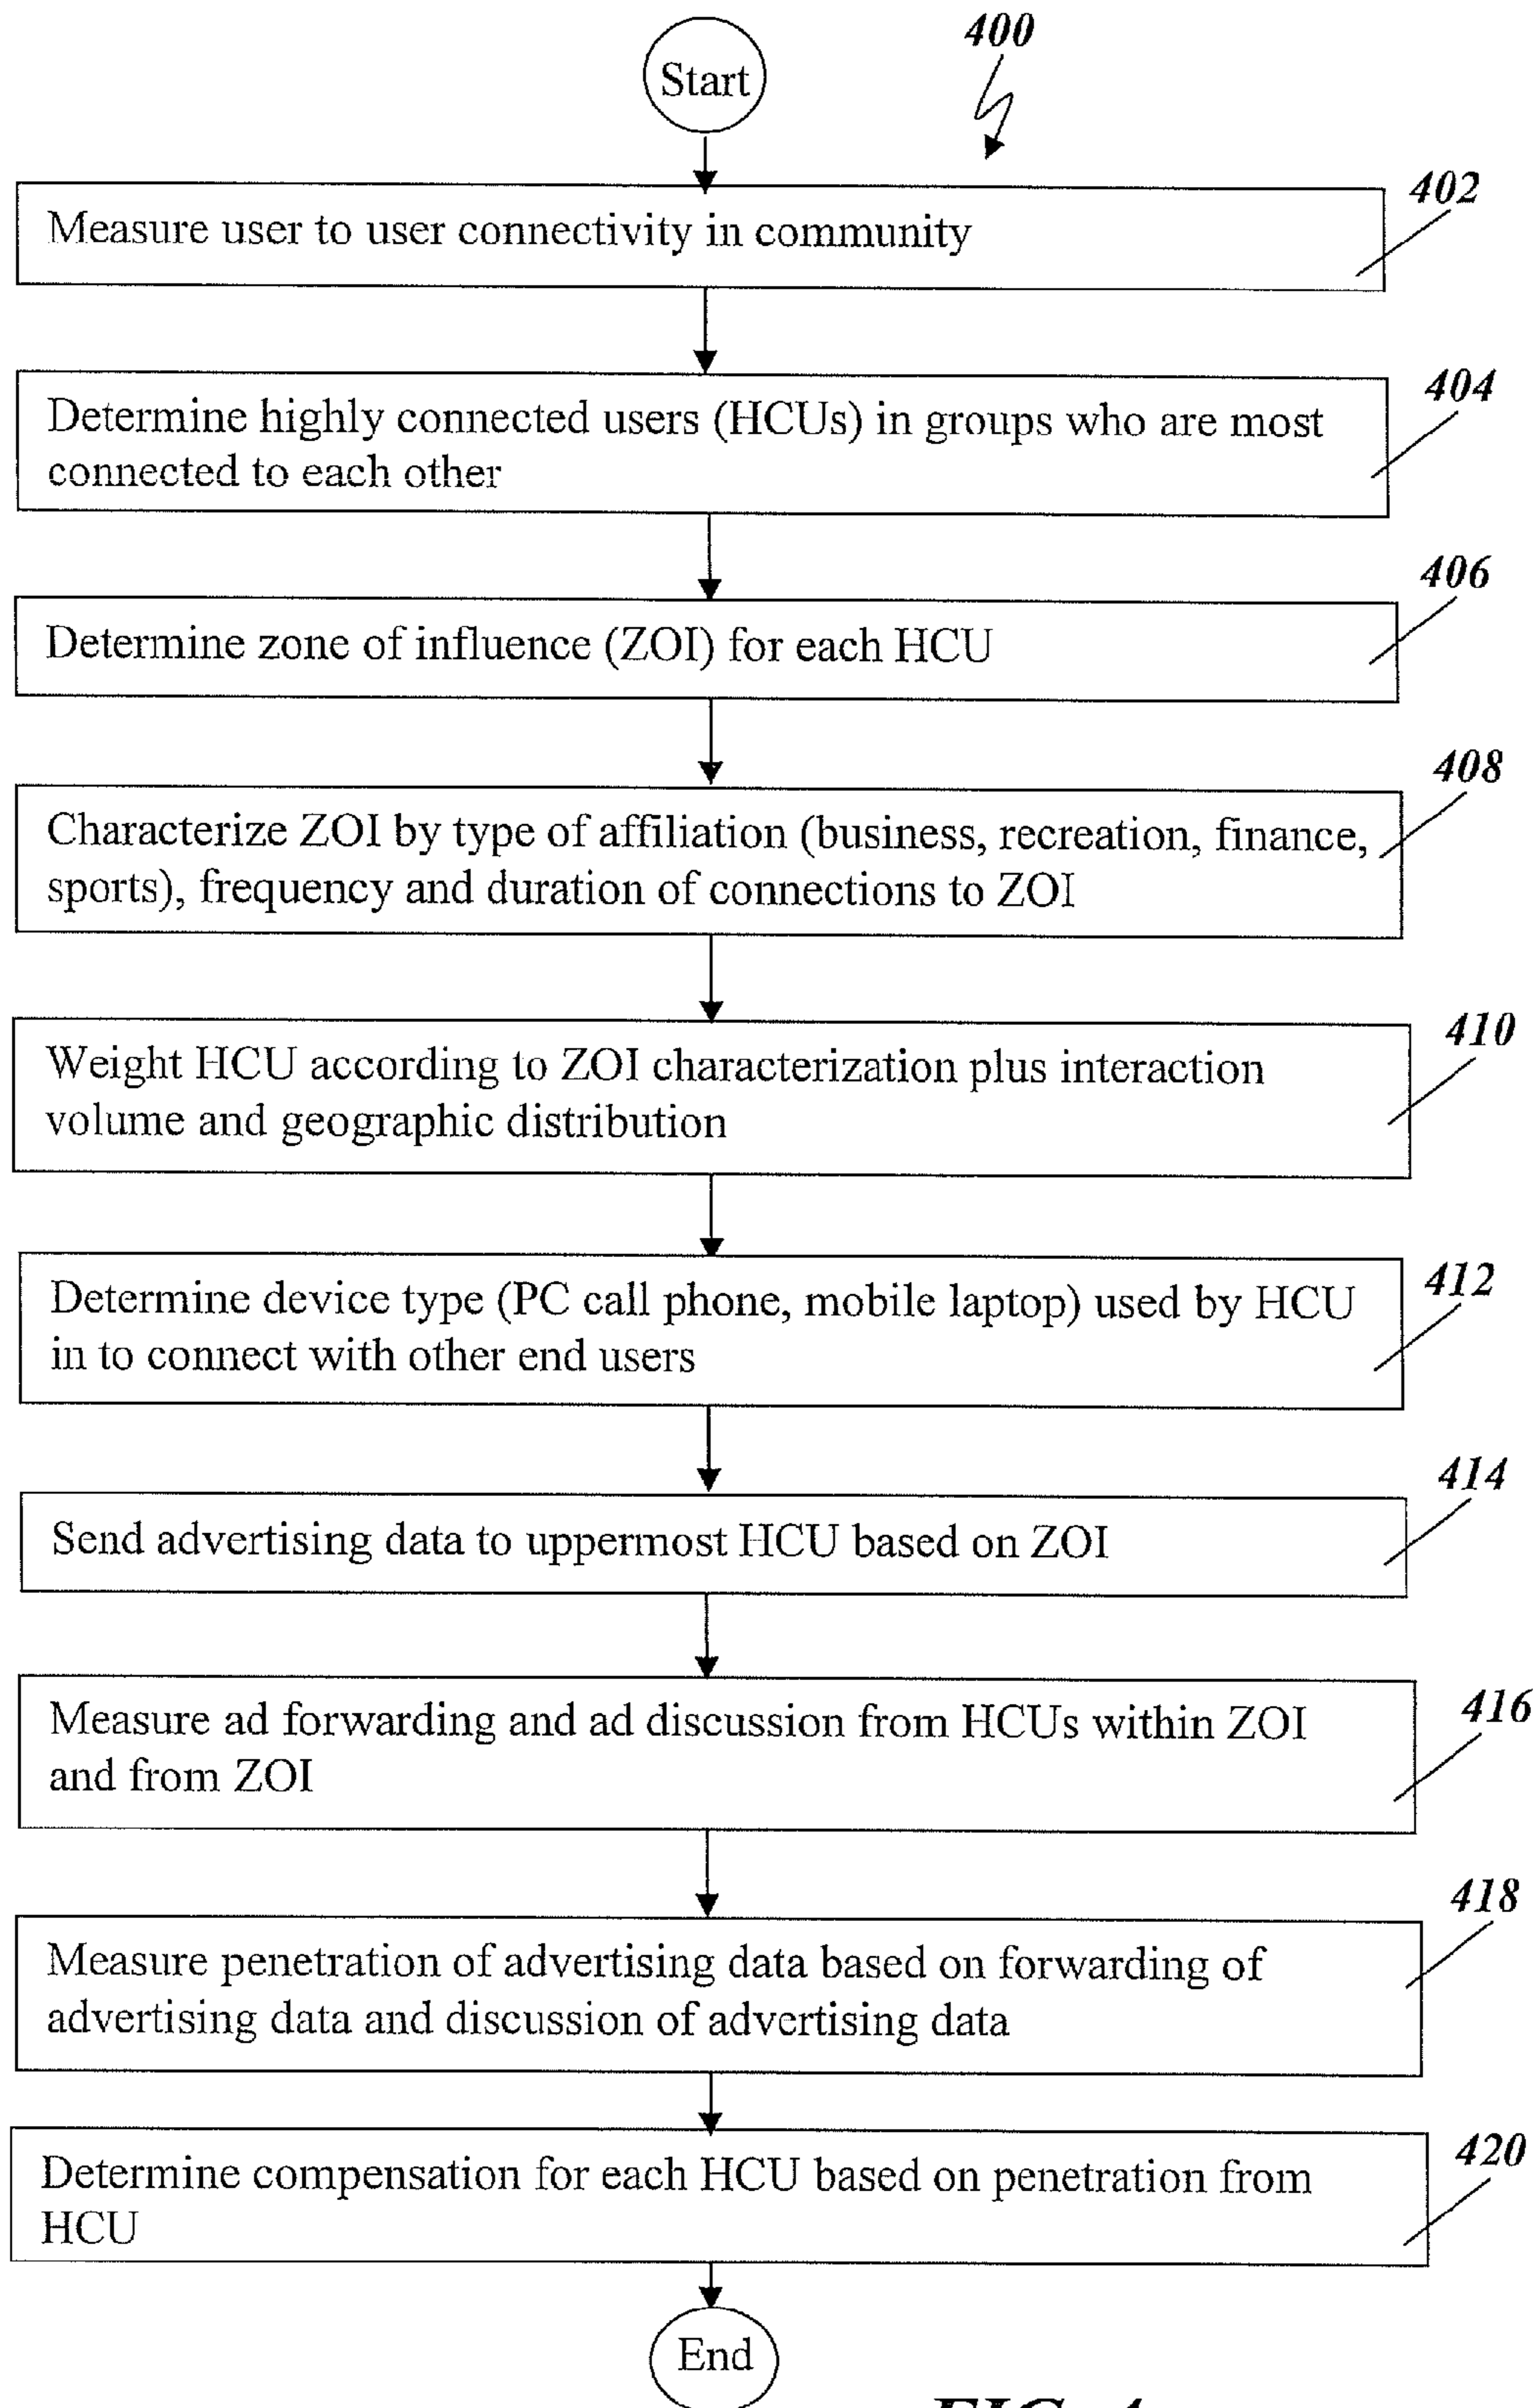 Start
400
402
Measure user to user connectivity in community
404
Determine highly connected users (HCUs) in groups who are most
connected to each other
406
Determine zone of influence (ZOI) for each HCU
408
Characterize ZOI by type of affiliation (business, recreation, finance,
sports), frequency and duration of connections to ZOI
410
Weight HCU according to ZOI characterization plus interaction
volume and geographic distribution
412
Determine device type (PC call phone, mobile laptop) used by HCU
in to connect with other end users
414
Send advertising data to uppermost HCU based on ZOI
416
Measure ad forwarding and ad discussion from HCUs within ZOI
and from ZOI
418
Measure penetration of advertising data based on forwarding of
advertising data and discussion of advertising data
420
Determine compensation for each HCU based on penetration from
HCU
End